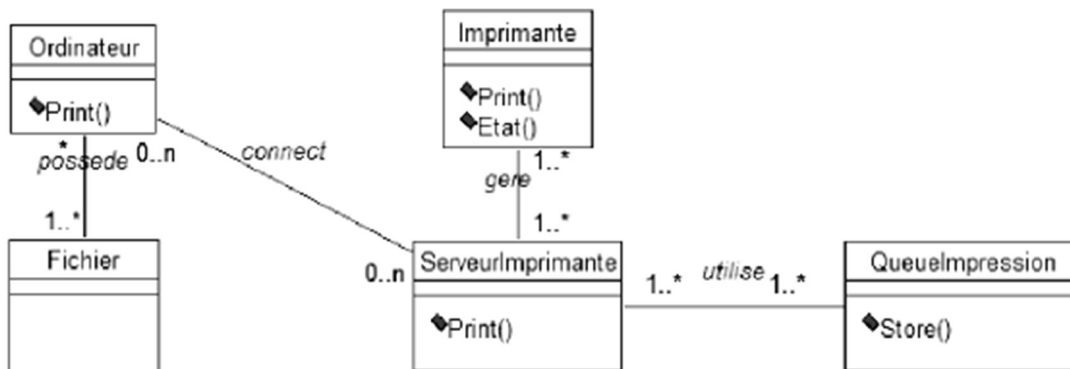 Ordinateur
Print()
*
possede
0..n
1..*
Fichier
connect
Imprimante
Print()
Etat()
1..*
gere
1..*
0..n
ServeurImprimante
Print()
1..*
utilise
1..*
QueueImpression
Store()